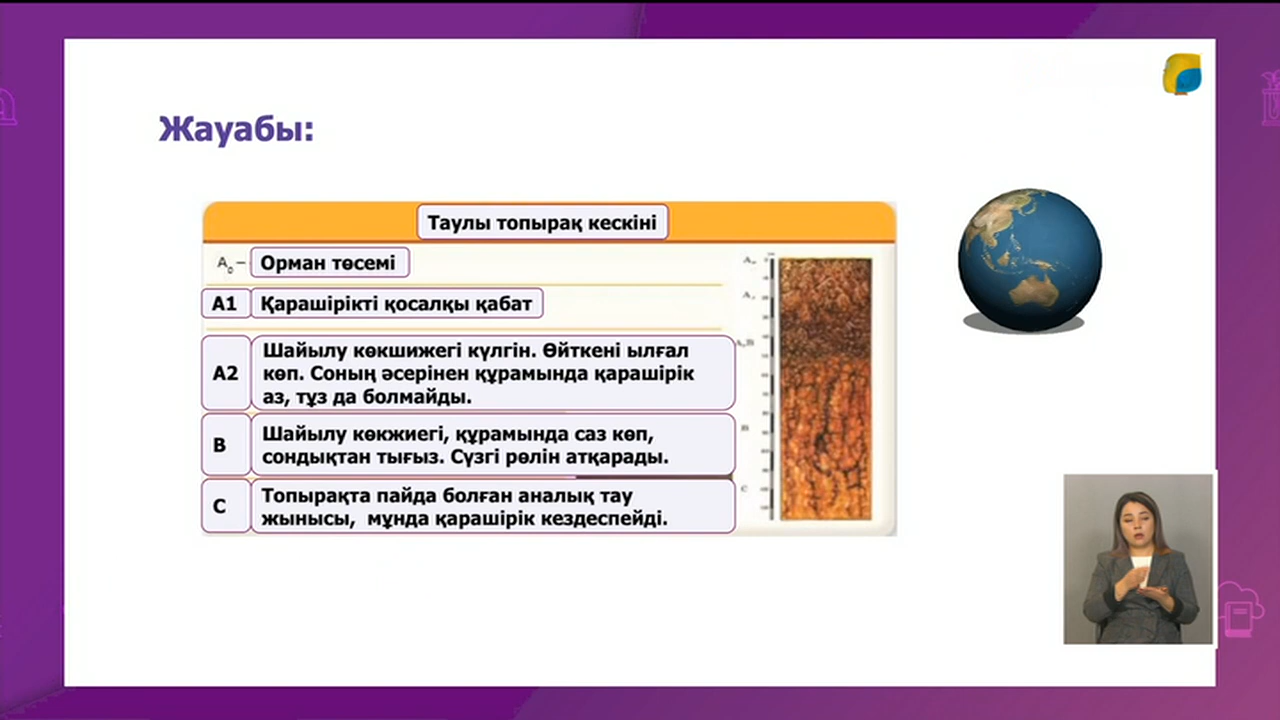 Жауабы:
Таулы топырақ кескіні
A₀ – Орман төсемі
А1 Қарашірікті қосалқы қабат
А2
Шайылу көкшижегі күлгін. Өйткені ылғал
көп. Соның әсерінен құрамында қарашірік
аз, тұз да болмайды.
В
Шайылу көкжиегі, құрамында саз көп,
сондықтан тығыз. Сүзгі рөлін атқарады.
С
Топырақта пайда болған аналық тау
жынысы, мұнда қарашірік кездеспейді.
B
C